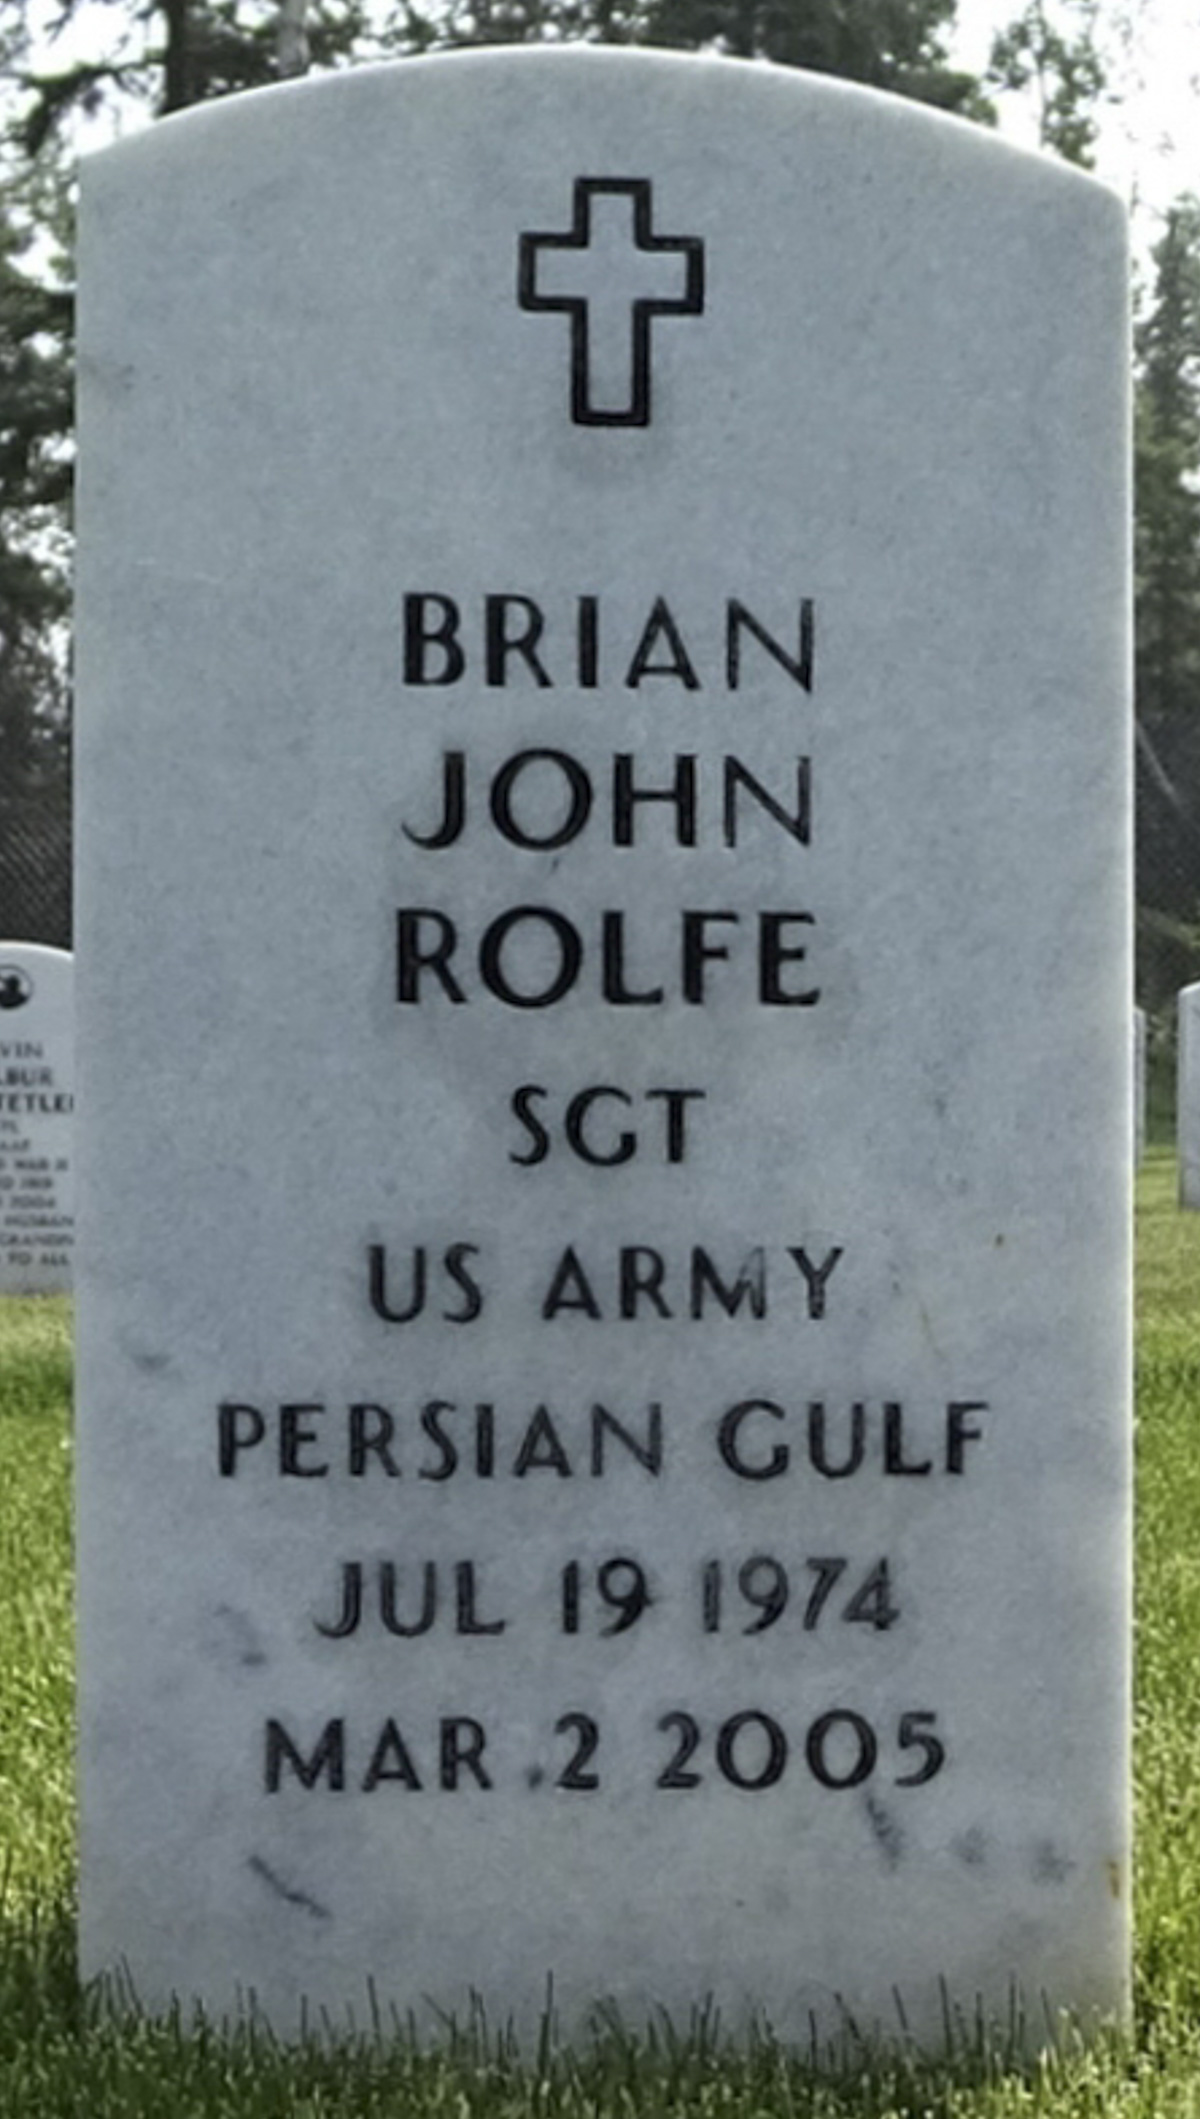 BRIAN
JOHN
ROLFE
SGT
US ARMY
PERSIAN GULF
JUL 19 1974
MAR 2 2005